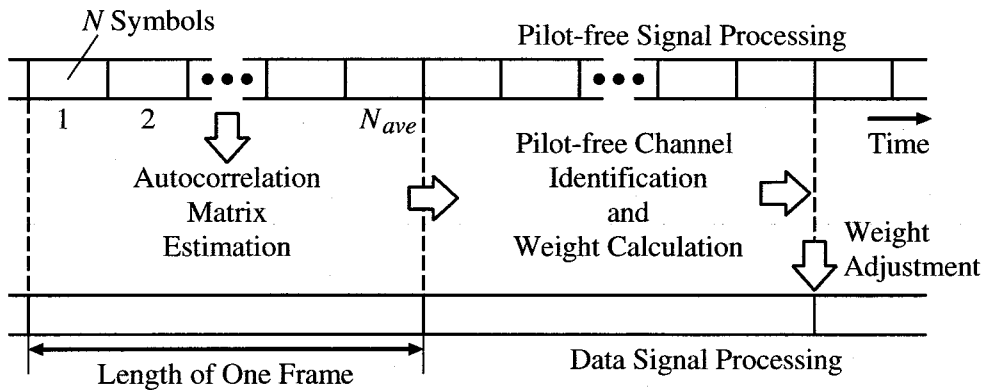 N Symbols
Pilot-free Signal Processing
1 2 N_ave
Time
Autocorrelation
Matrix
Estimation
Pilot-free Channel
Identification
and
Weight Calculation
Weight
Adjustment
Length of One Frame
Data Signal Processing